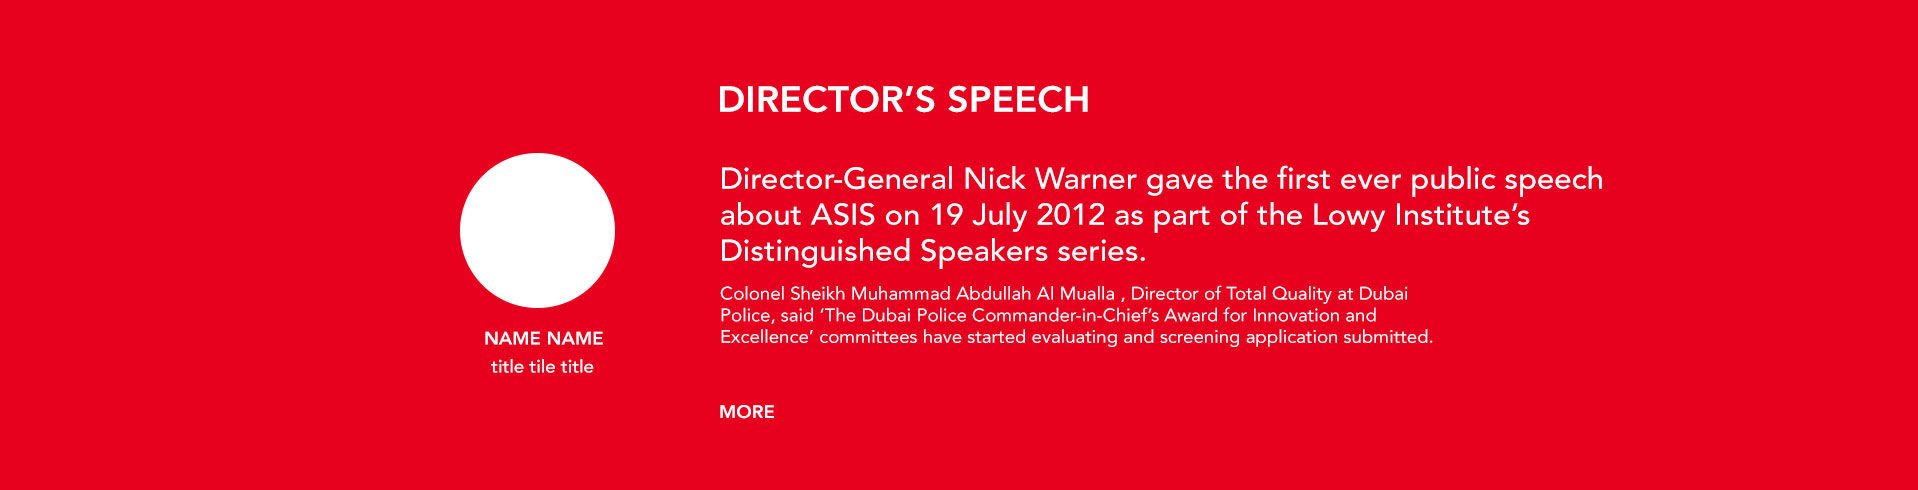 DIRECTOR’S SPEECH
Director-General Nick Warner gave the first ever public speech
about ASIS on 19 July 2012 as part of the Lowy Institute’s
Distinguished Speakers series.
Colonel Sheikh Muhammad Abdullah Al Mualla , Director of Total Quality at Dubai
Police, said ‘The Dubai Police Commander-in-Chief’s Award for Innovation and
Excellence’ committees have started evaluating and screening application submitted.
NAME NAME
title tile title
MORE